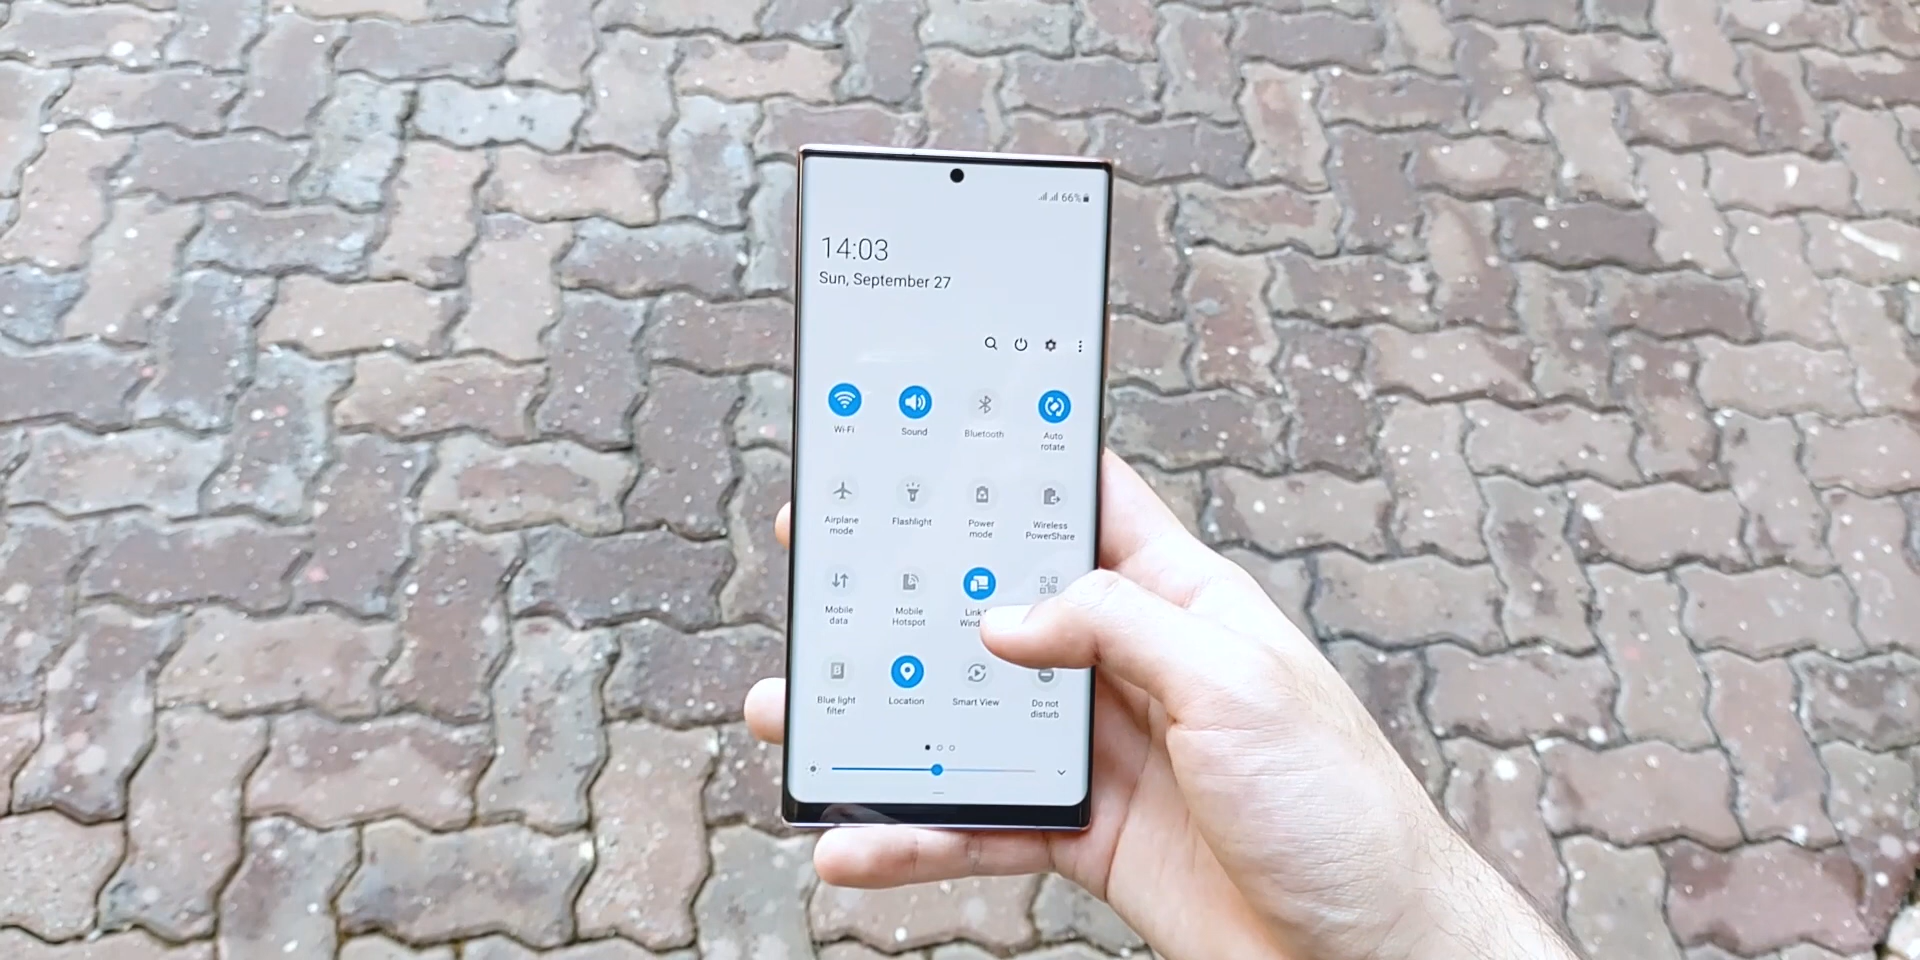 66%
14:03
Sun, September 27
Wi-Fi
Sound
Bluetooth
Auto
rotate
Airplane
mode
Flashlight
Power
mode
Wireless
PowerShare
Mobile
data
Mobile
Hotspot
Link
Blue light
filter
Location
Smart View
Do not
disturb